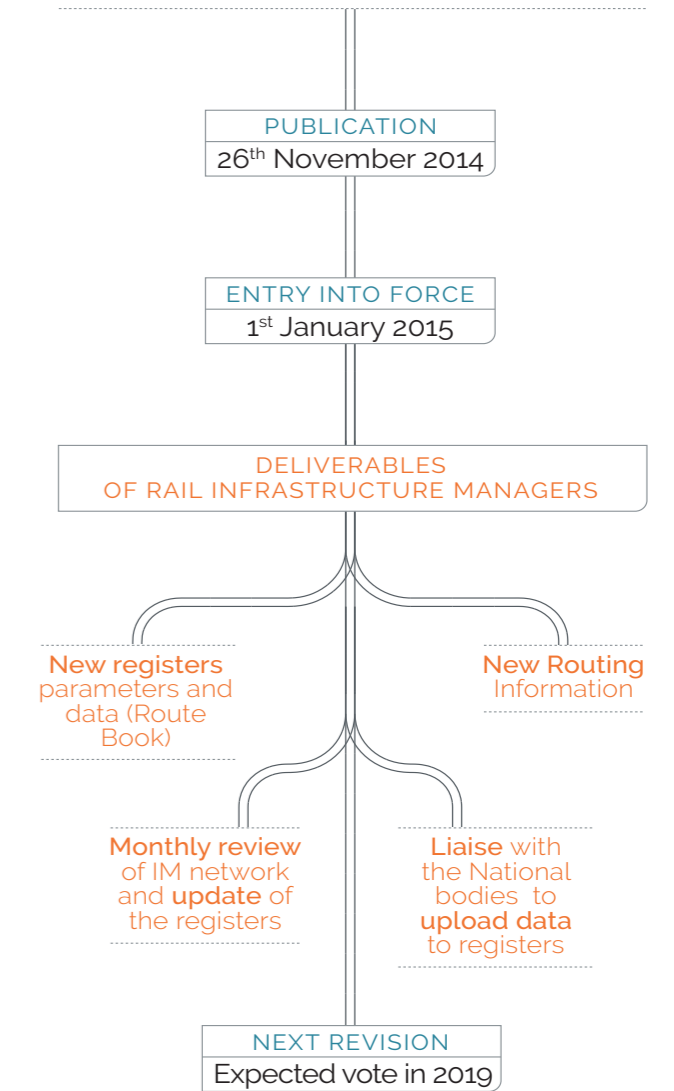 PUBLICATION
26th November 2014
ENTRY INTO FORCE
1st January 2015
DELIVERABLES
OF RAIL INFRASTRUCTURE MANAGERS
New registers
parameters and
data (Route
Book)
New Routing
Information
Monthly review
of IM network
and update of
the registers
Liaise with
the National
bodies to
upload data
to registers
NEXT REVISION
Expected vote in 2019